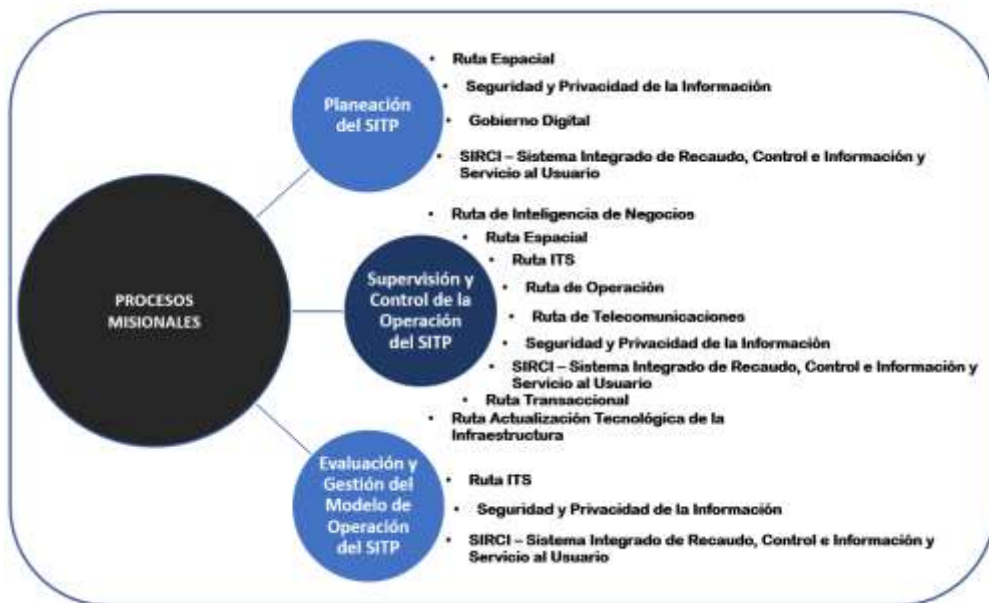 PROCESOS
MISIONALES
Planeación
del SITP
• Ruta Espacial
• Seguridad y Privacidad de la Información
• Gobierno Digital
• SIRCI – Sistema Integrado de Recaudo, Control e Información y
Servicio al Usuario
Supervisión y
Control de la
Operación
del SITP
• Ruta de Inteligencia de Negocios
• Ruta Espacial
• Ruta ITS
• Ruta de Operación
• Ruta de Telecomunicaciones
• Seguridad y Privacidad de la Información
• SIRCI – Sistema Integrado de Recaudo, Control e Información y
Servicio al Usuario
• Ruta Transaccional
• Ruta Actualización Tecnológica de la
Infraestructura
Evaluación y
Gestión del
Modelo de
Operación
del SITP
• Ruta ITS
• Seguridad y Privacidad de la Información
• SIRCI – Sistema Integrado de Recaudo, Control e Información y
Servicio al Usuario